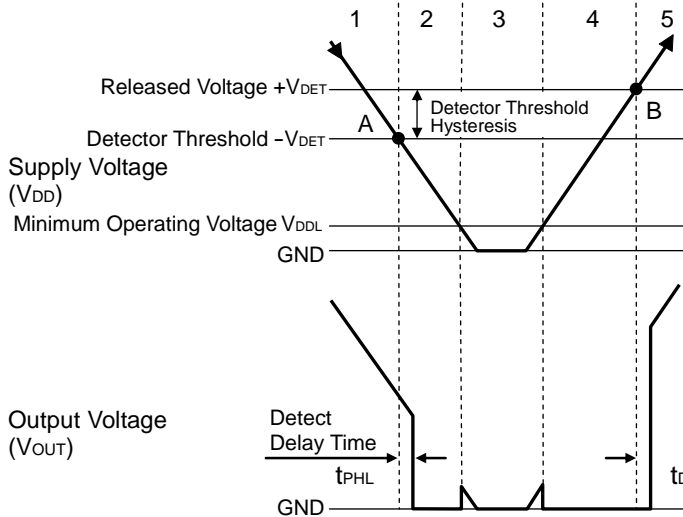 1 2 3 4 5
Released Voltage +VDET
Detector Threshold
Hysteresis
A
B
Detector Threshold –VDET
Supply Voltage
(VDD)
Minimum Operating Voltage VDDL
GND
Output Voltage
(VOUT)
Detect
Delay Time
tPHL
GND